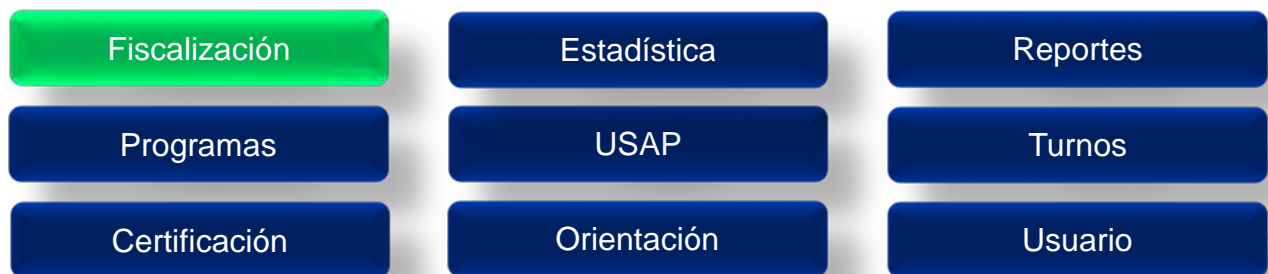 Fiscalización
Estadística
Reportes
Programas
USAP
Turnos
Certificación
Orientación
Usuario